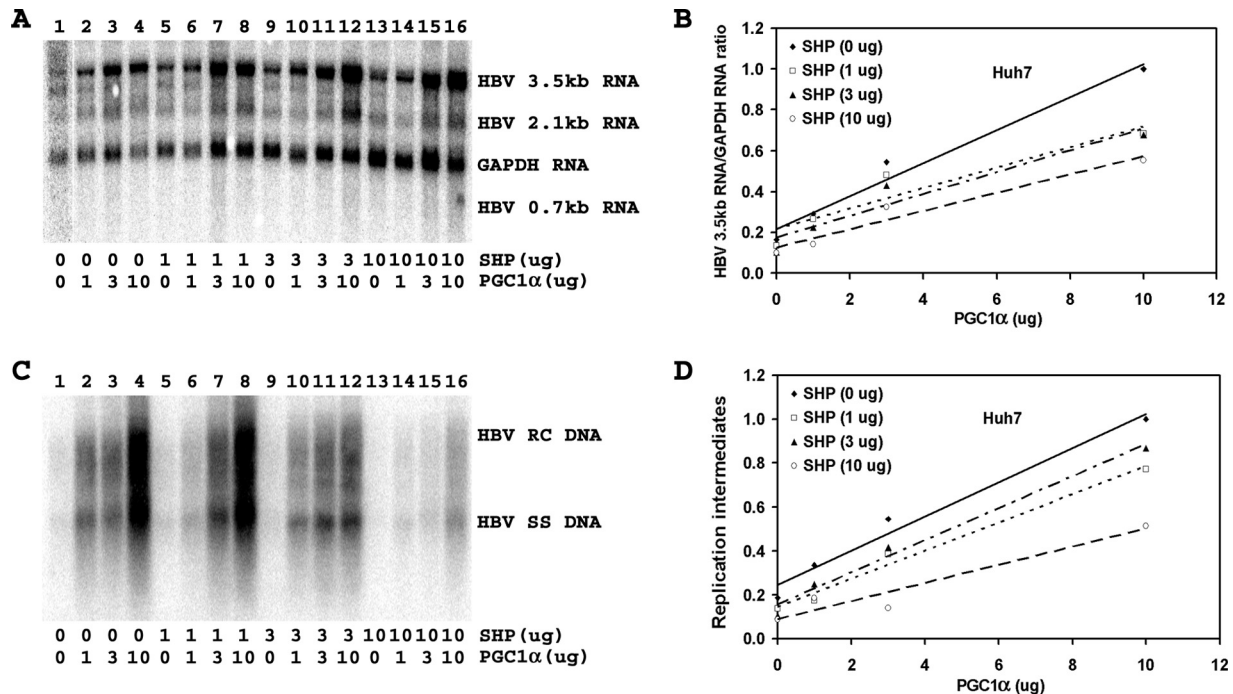 A
1 2 3 4 5 6 7 8 9 10 11 12 13 14 15 16
HBV 3.5kb RNA
HBV 2.1kb RNA
GAPDH RNA
HBV 0.7kb RNA
0 0 0 0 1 1 1 1 3 3 3 3 10 10 10 10 SHP(ug)
0 1 3 10 0 1 3 10 0 1 3 10 0 1 3 10 PGC1α(ug)
B
HBV 3.5kb RNA/GAPDH RNA ratio
1.2
1.0
0.8
0.6
0.4
0.2
0.0
SHP (0 ug)
SHP (1 ug)
SHP (3 ug)
SHP (10 ug)
Huh7
0 2 4 6 8 10 12
PGC1α (ug)
C
1 2 3 4 5 6 7 8 9 10 11 12 13 14 15 16
HBV RC DNA
HBV SS DNA
0 0 0 0 1 1 1 1 3 3 3 3 10 10 10 10 SHP(ug)
0 1 3 10 0 1 3 10 0 1 3 10 0 1 3 10 PGC1α(ug)
D
Replication intermediates
1.2
1.0
0.8
0.6
0.4
0.2
0.0
SHP (0 ug)
SHP (1 ug)
SHP (3 ug)
SHP (10 ug)
Huh7
0 2 4 6 8 10 12
PGC1α (ug)